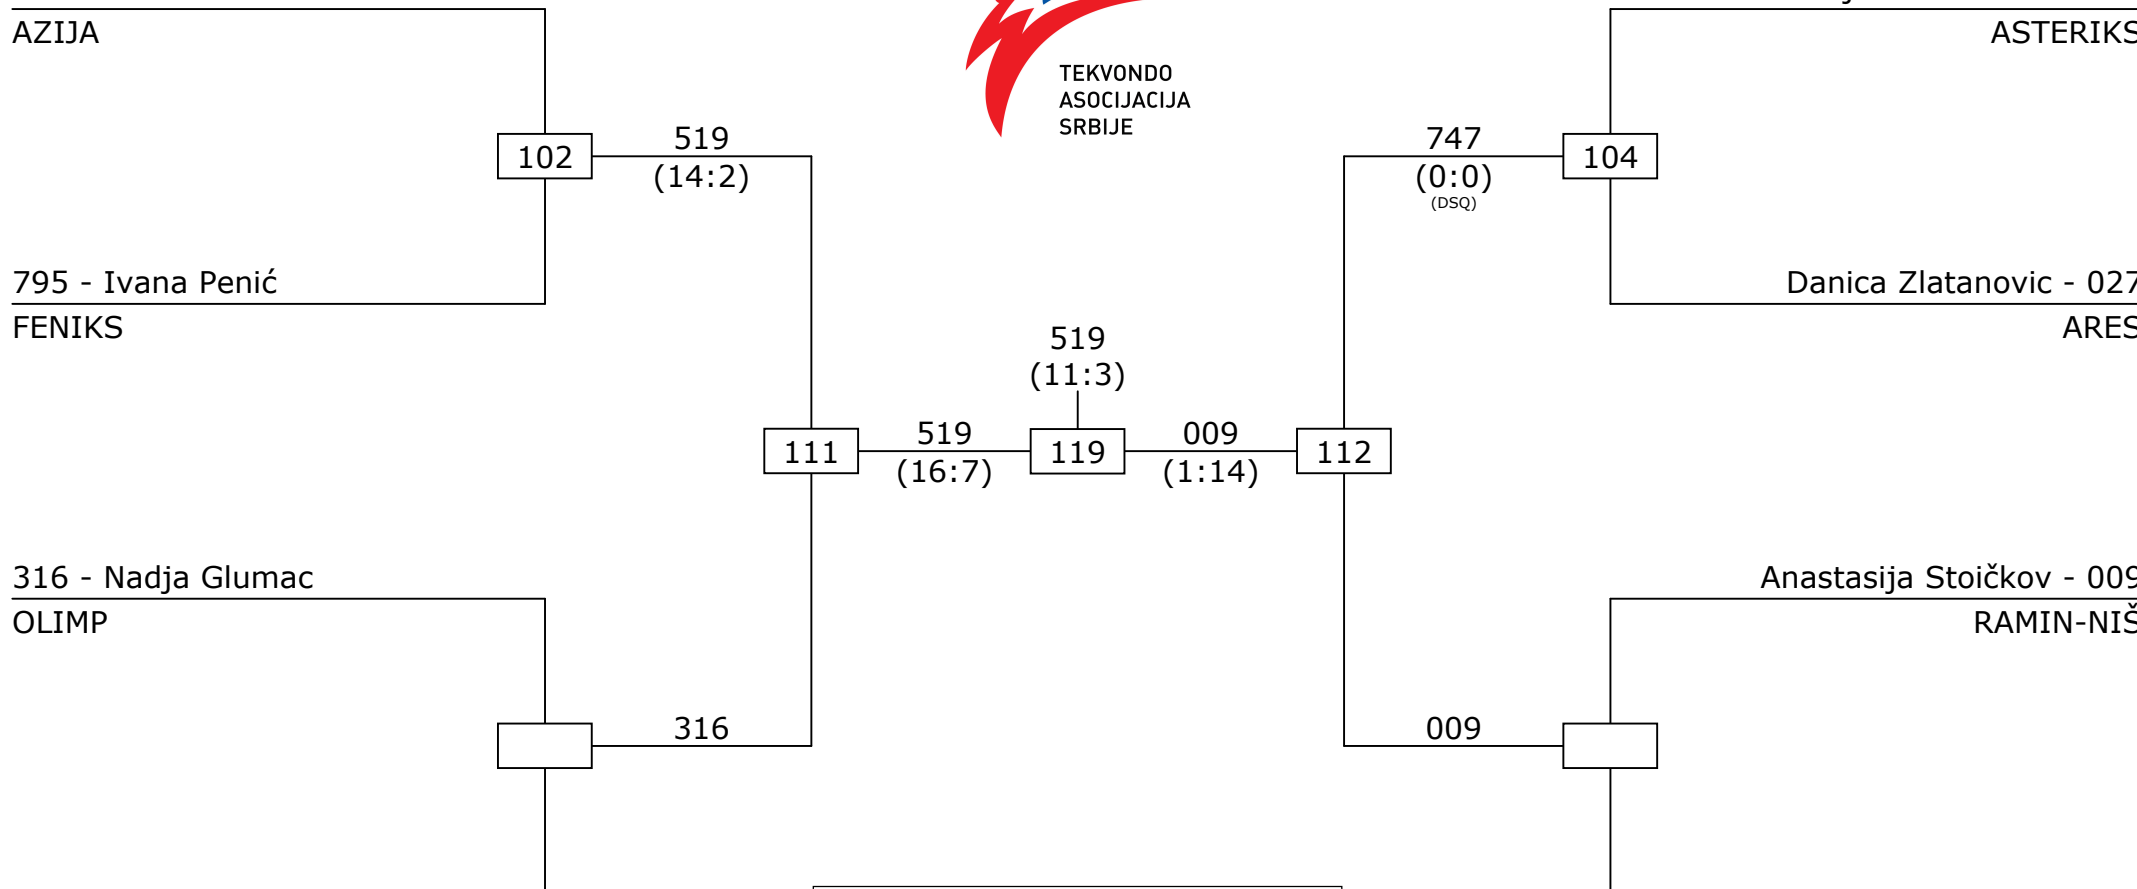 AZIJA
ASTERIKS
TEKVONDO
ASOCIJACIJA
SRBIJE
102
519
(14:2)
747
(0:0)
(DSQ)
104
795 - Ivana Penić
FENIKS
Danica Zlatanovic - 027
ARES
519
(11:3)
111
519
(16:7)
119
009
(1:14)
112
316 - Nadja Glumac
OLIMP
Anastasija Stoičkov - 009
RAMIN-NIŠ
316
009